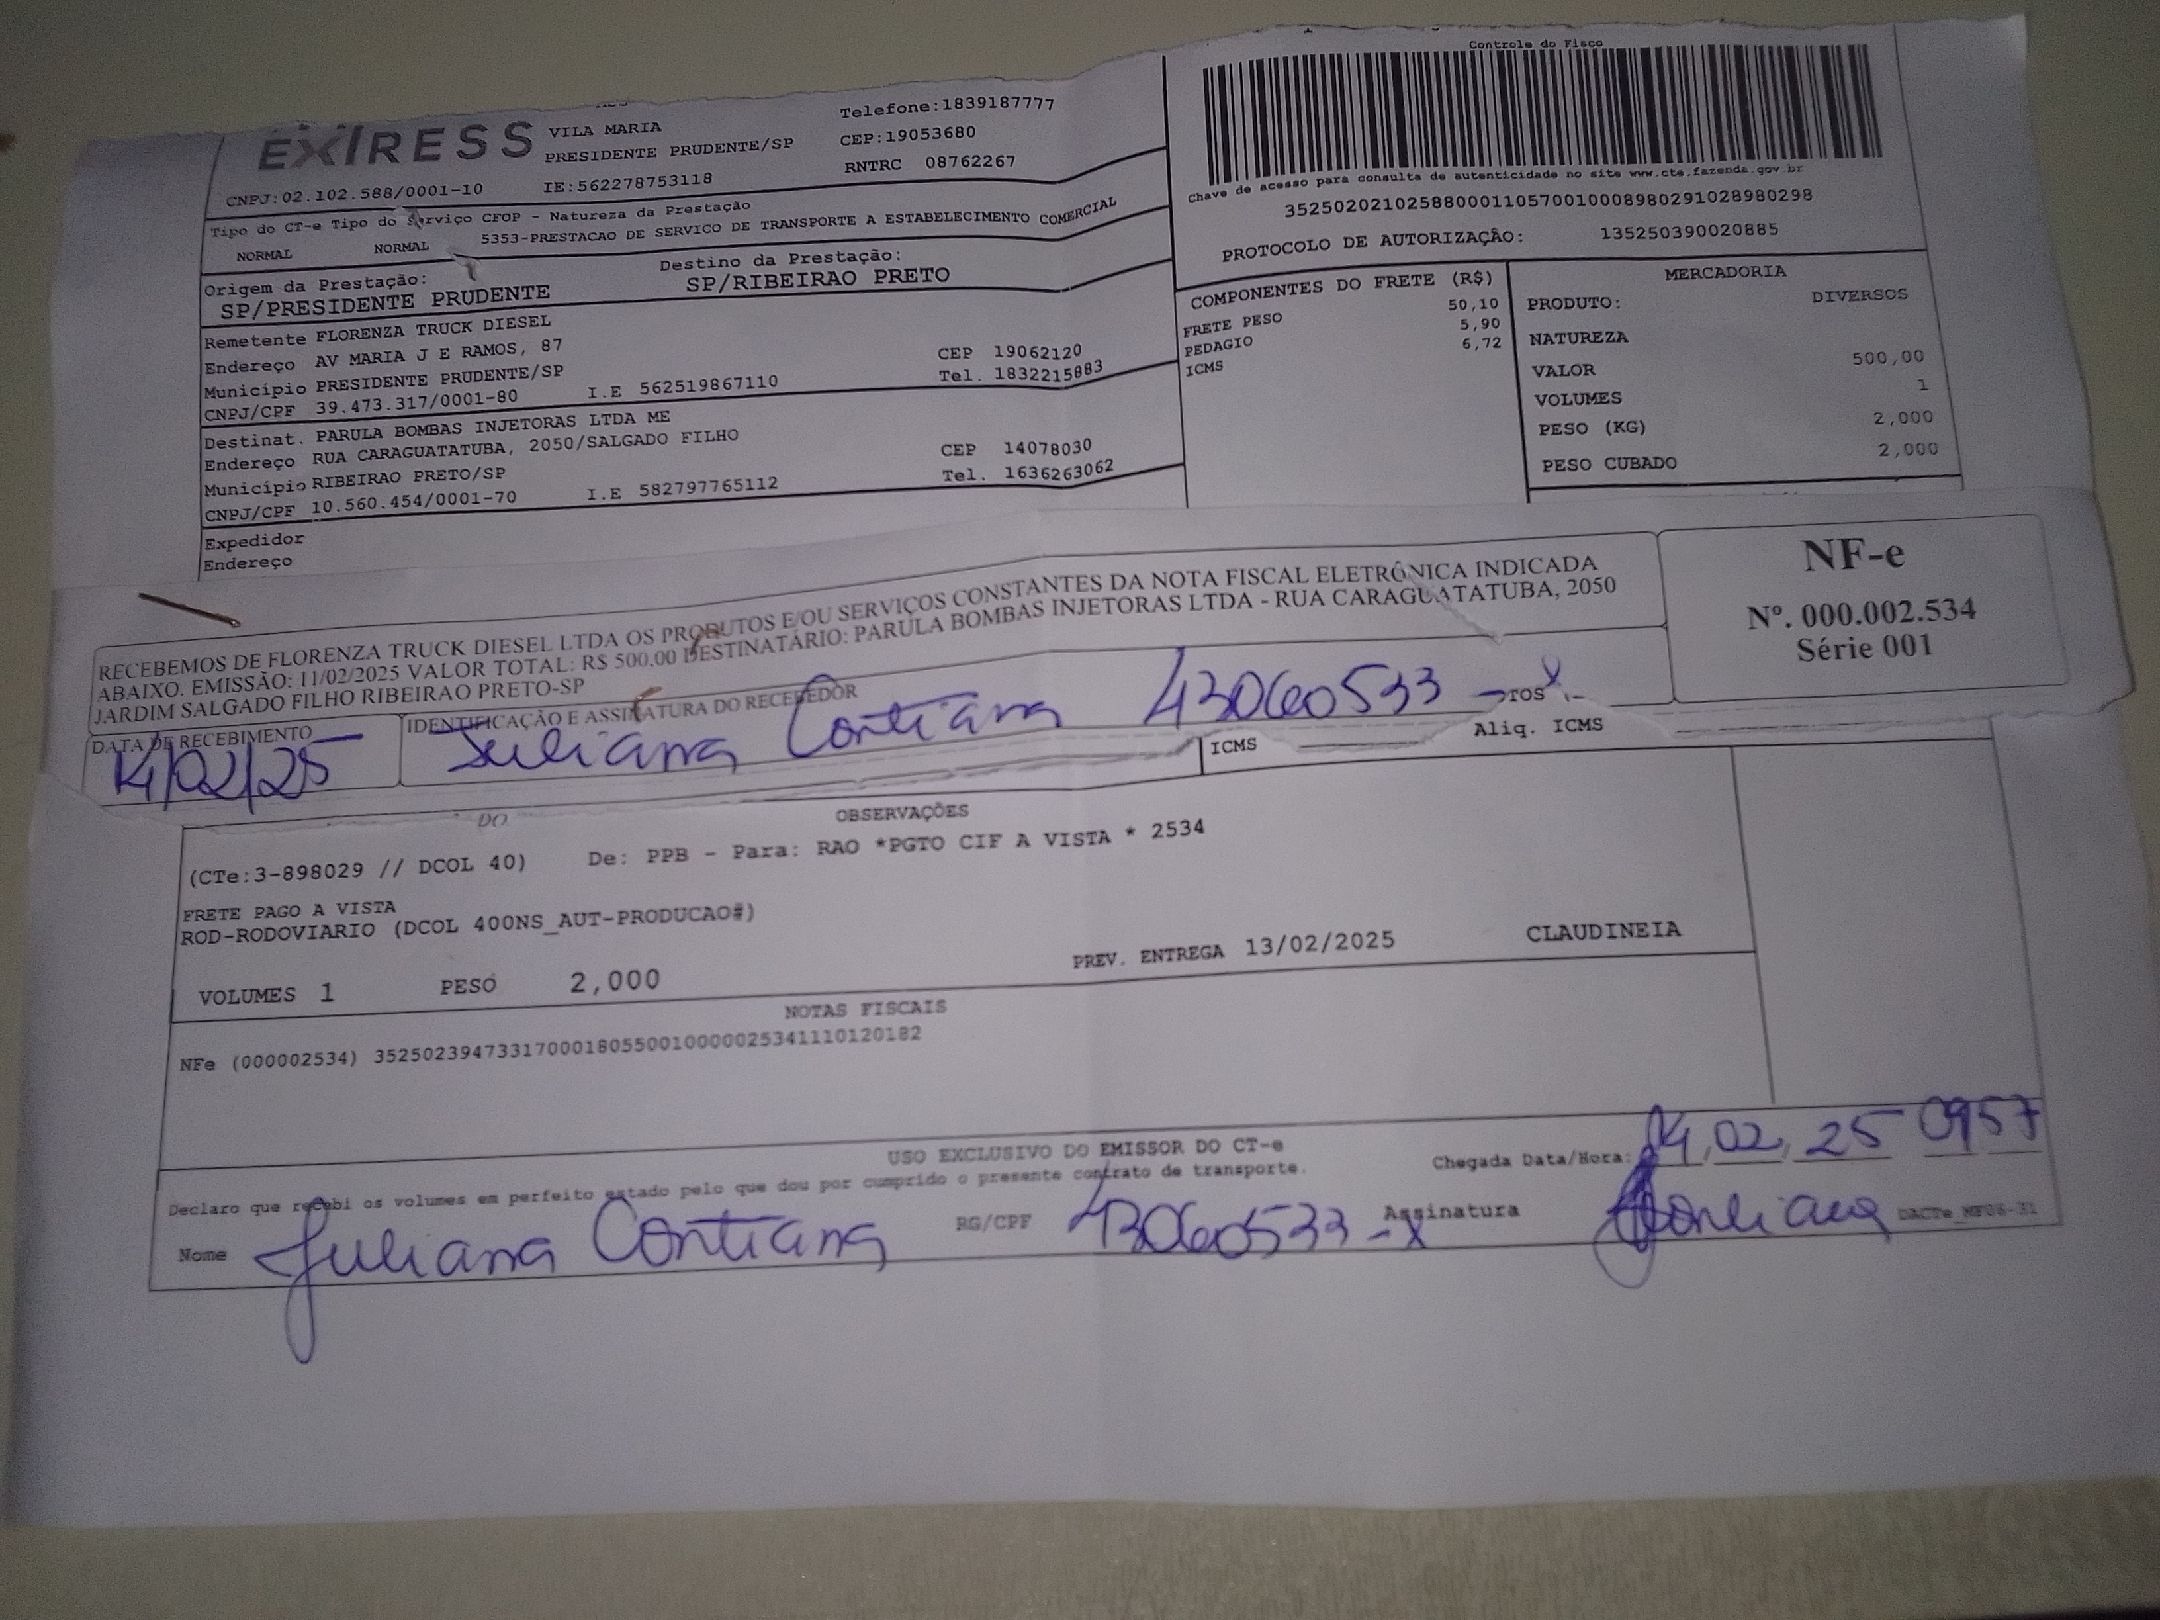 Controle do Fisco
EXPRESS
VILA MARIA
Telefone:1839187777
PRESIDENTE PRUDENTE/SP
CEP:19053680
CNPJ:02.102.588/0001-10
IE:562278753118
RNTRC 08762267
Chave de acesso para consulta de autenticidade no site www.cte.fazenda.gov.br
35250202102588000110570010008980291028980298
Tipo do CT-e Tipo do Serviço CFOP - Natureza da Prestação
NORMAL NORMAL 5353-PRESTACAO DE SERVICO DE TRANSPORTE A ESTABELECIMENTO COMERCIAL
PROTOCOLO DE AUTORIZAÇÃO: 135250390020885
Origem da Prestação:
SP/PRESIDENTE PRUDENTE
Destino da Prestação:
SP/RIBEIRAO PRETO
Remetente FLORENZA TRUCK DIESEL
Endereço AV MARIA J E RAMOS, 87
CEP 19062120
Município PRESIDENTE PRUDENTE/SP
Tel. 1832215883
CNPJ/CPF 39.473.317/0001-80 I.E 562519867110
Destinat. PARULA BOMBAS INJETORAS LTDA ME
Endereço RUA CARAGUATATUBA, 2050/SALGADO FILHO
CEP 14078030
Município RIBEIRAO PRETO/SP
Tel. 1636263062
CNPJ/CPF 10.560.454/0001-70 I.E 582797765112
Expedidor
Endereço
COMPONENTES DO FRETE (R$)
FRETE PESO 50,10
PEDAGIO 5,90
ICMS 6,72
MERCADORIA
PRODUTO: DIVERSOS
NATUREZA
VALOR 500,00
VOLUMES 1
PESO (KG) 2,000
PESO CUBADO 2,000
RECEBEMOS DE FLORENZA TRUCK DIESEL LTDA OS PRODUTOS E/OU SERVIÇOS CONSTANTES DA NOTA FISCAL ELETRÔNICA INDICADA
ABAIXO. EMISSÃO: 11/02/2025 VALOR TOTAL: R$ 500.00 DESTINATÁRIO: PARULA BOMBAS INJETORAS LTDA - RUA CARAGUATATUBA, 2050
JARDIM SALGADO FILHO RIBEIRAO PRETO-SP
NF-e
Nº. 000.002.534
Série 001
DATA DE RECEBIMENTO
14/02/25
IDENTIFICAÇÃO E ASSINATURA DO RECEBEDOR
Juliana Contiana 43060533-x
ICMS
Aliq. ICMS
OBSERVAÇÕES
(CTe:3-898029 // DCOL 40) De: PPB - Para: RAO *PGTO CIF A VISTA * 2534
FRETE PAGO A VISTA
ROD-RODOVIARIO (DCOL 400NS_AUT-PRODUCAO#)
VOLUMES 1 PESO 2,000 PREV. ENTREGA 13/02/2025 CLAUDINEIA
NOTAS FISCAIS
NFe (000002534) 35250239473317000180550010000025341110120182
USO EXCLUSIVO DO EMISSOR DO CT-e
Declaro que recebi os volumes em perfeito estado pelo que dou por cumprido o presente contrato de transporte.
Chegada Data/Hora: 14,02,25 0957
Nome Juliana Contiana RG/CPF 43060533-x Assinatura